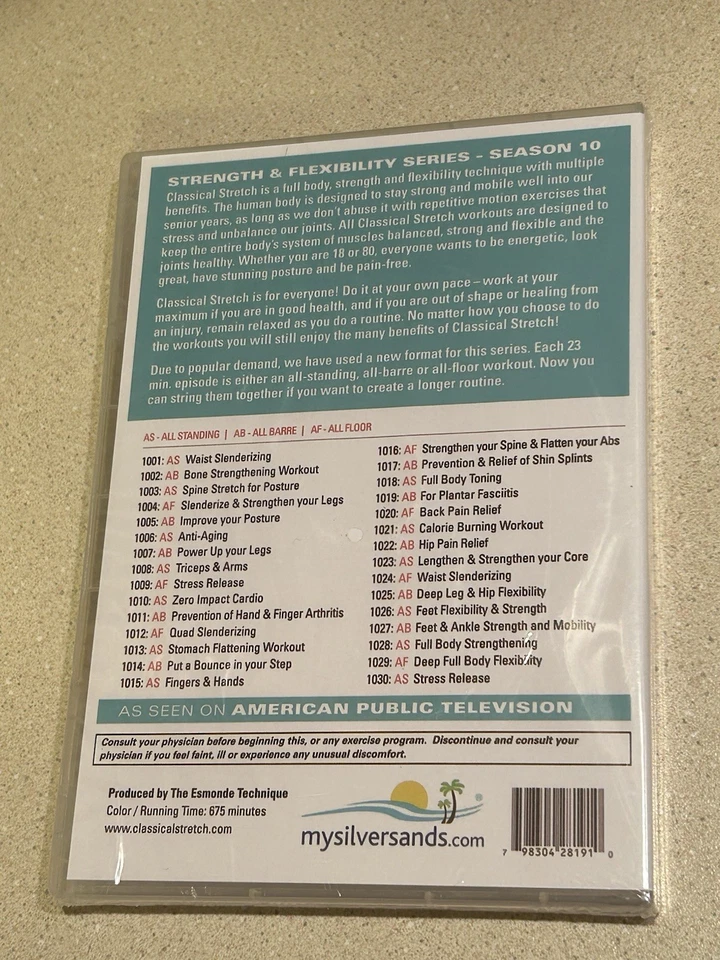 STRENGTH & FLEXIBILITY SERIES - SEASON 10
Classical Stretch is a full body, strength and flexibility technique with multiple
benefits. The human body is designed to stay strong and mobile well into our
senior years, as long as we don't abuse it with repetitive motion exercises that
stress and unbalance our joints. All Classical Stretch workouts are designed to
keep the entire body's system of muscles balanced, strong and flexible and the
joints healthy. Whether you are 18 or 80, everyone wants to be energetic, look
great, have stunning posture and be pain-free.
Classical Stretch is for everyone! Do it at your own pace – work at your
maximum if you are in good health, and if you are out of shape or healing from
an injury, remain relaxed as you do a routine. No matter how you choose to do
the workouts you will still enjoy the many benefits of Classical Stretch!
Due to popular demand, we have used a new format for this series. Each 23
min. episode is either an all-standing, all-barre or all-floor workout. Now you
can string them together if you want to create a longer routine.
AS - ALL STANDING | AB - ALL BARRE | AF - ALL FLOOR
1001: AS Waist Slenderizing
1002: AB Bone Strengthening Workout
1003: AS Spine Stretch for Posture
1004: AF Slenderize & Strengthen your Legs
1005: AB Improve your Posture
1006: AS Anti-Aging
1007: AB Power Up your Legs
1008: AS Triceps & Arms
1009: AF Stress Release
1010: AS Zero Impact Cardio
1011: AB Prevention of Hand & Finger Arthritis
1012: AF Quad Slenderizing
1013: AS Stomach Flattening Workout
1014: AB Put a Bounce in your Step
1015: AS Fingers & Hands
1016: AF Strengthen your Spine & Flatten your Abs
1017: AB Prevention & Relief of Shin Splints
1018: AS Full Body Toning
1019: AB For Plantar Fasciitis
1020: AF Back Pain Relief
1021: AS Calorie Burning Workout
1022: AB Hip Pain Relief
1023: AS Lengthen & Strengthen your Core
1024: AF Waist Slenderizing
1025: AB Deep Leg & Hip Flexibility
1026: AS Feet Flexibility & Strength
1027: AB Feet & Ankle Strength and Mobility
1028: AS Full Body Strengthening
1029: AF Deep Full Body Flexibility
1030: AS Stress Release
AS SEEN ON AMERICAN PUBLIC TELEVISION
Consult your physician before beginning this, or any exercise program. Discontinue and consult your
physician if you feel faint, ill or experience any unusual discomfort.
Produced by The Esmonde Technique
Color / Running Time: 675 minutes
www.classicalstretch.com
mysilversands.com
7 98304 28191 0